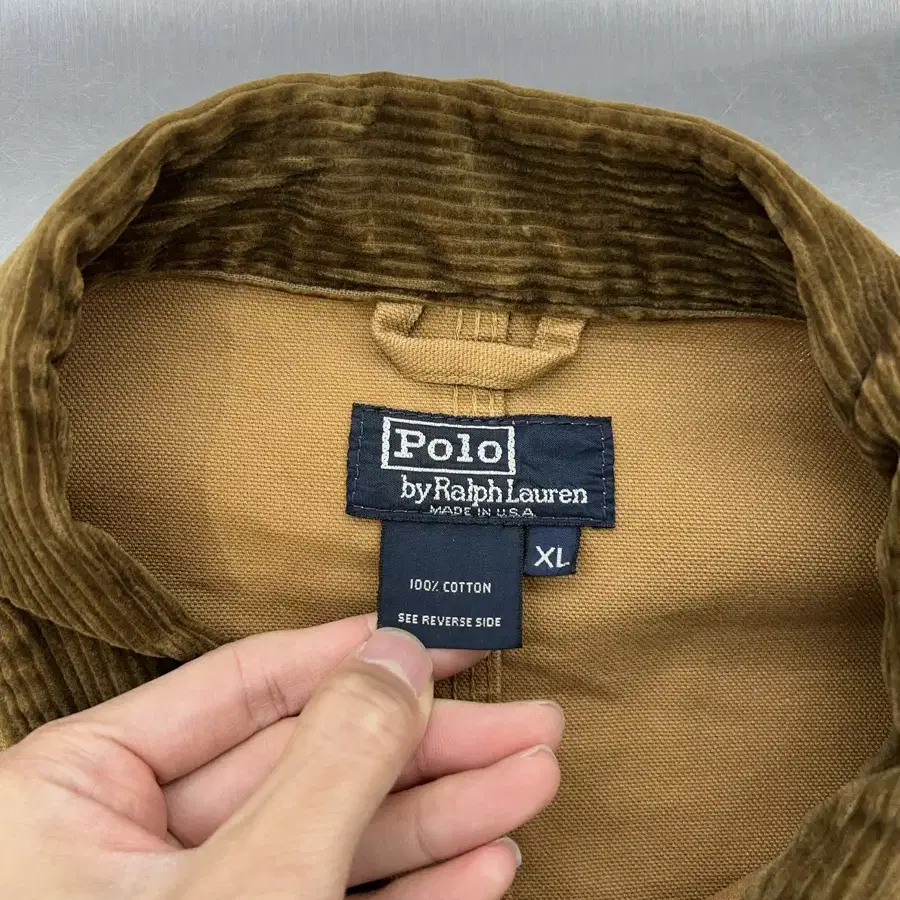 Polo
by Ralph Lauren
MADE IN U.S.A.
XL
100% COTTON
SEE REVERSE SIDE